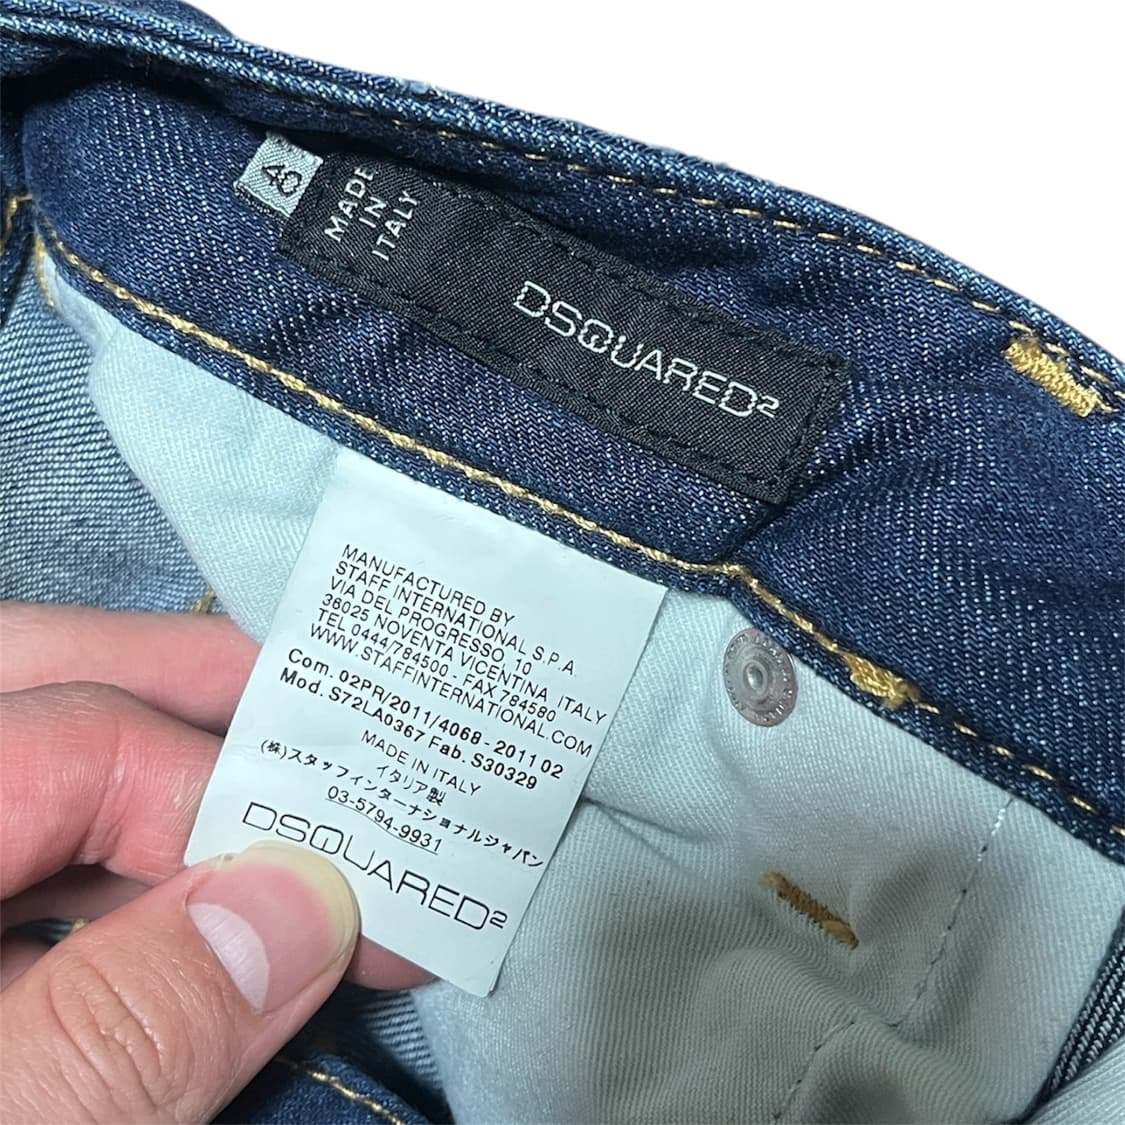 40
MADE
IN
ITALY
DSQUARED2
MANUFACTURED BY
STAFF INTERNATIONAL S.P.A.
VIA DEL PROGRESSO, 10
36025 NOVENTA VICENTINA, ITALY
TEL 0444/784500 - FAX 784580
WWW.STAFFINTERNATIONAL.COM
Com. 02PR/2011/4068 - 2011 02
Mod. S72LA0367 Fab. S30329
MADE IN ITALY
イタリア製
(株)スタッフインターナショナルジャパン
03-5794-9931
DSQUARED2